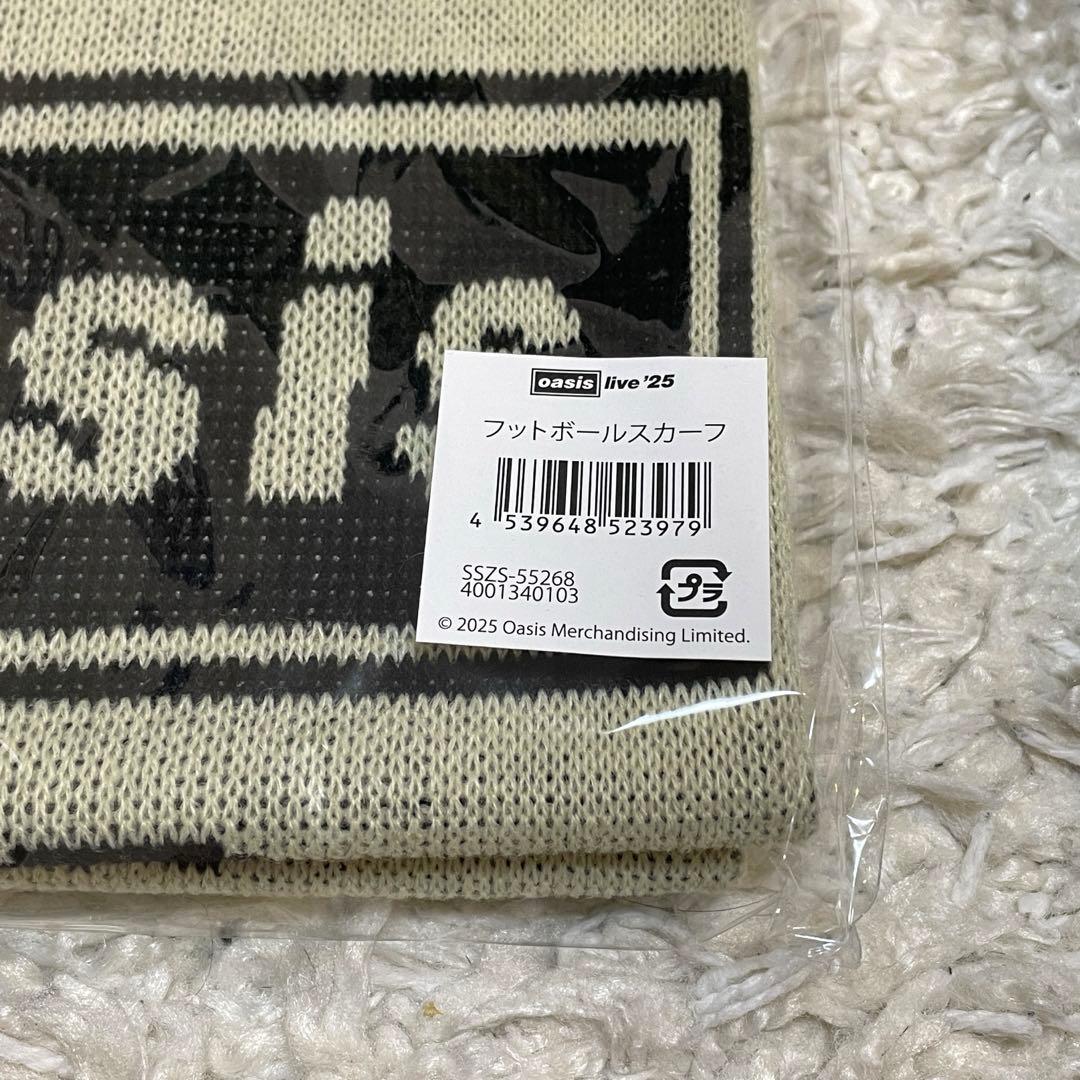 sis
oasis live '25
フットボールスカーフ
4 539648 523979
SSZS-55268
4001340103
プラ
© 2025 Oasis Merchandising Limited.